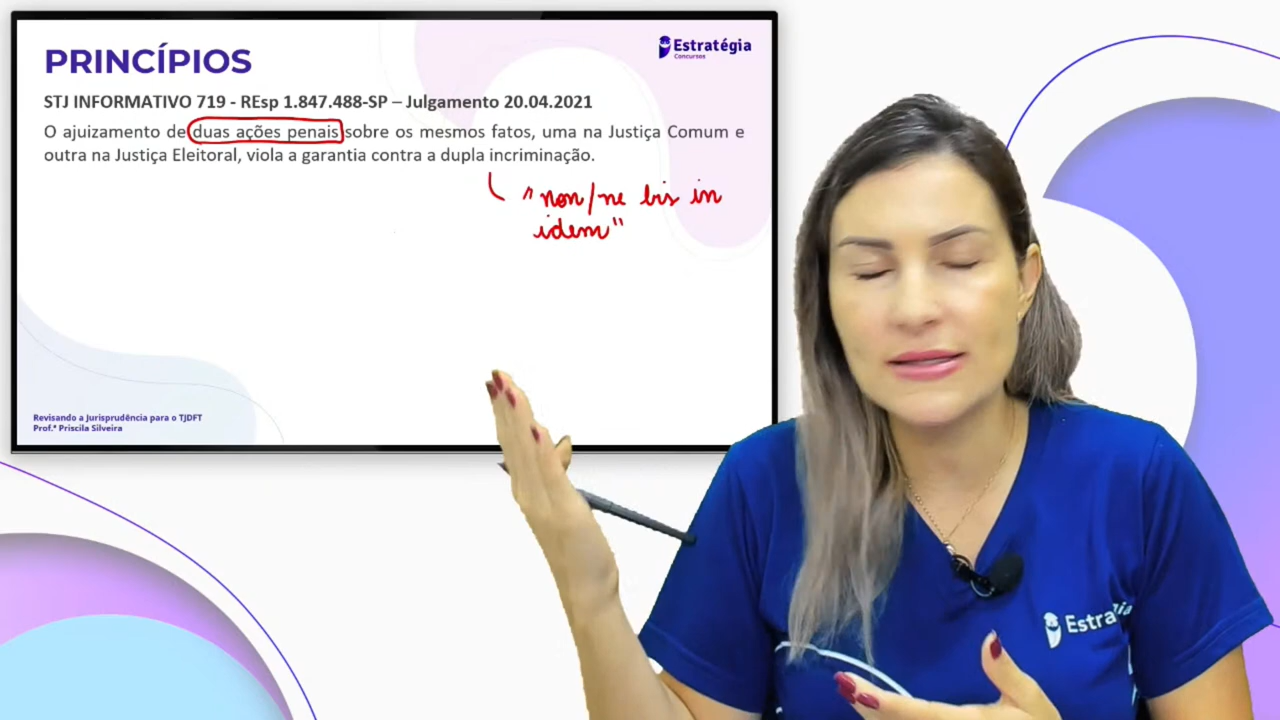 PRINCÍPIOS
Estratégia
Concursos
STJ INFORMATIVO 719 - REsp 1.847.488-SP – Julgamento 20.04.2021
O ajuizamento de duas ações penais sobre os mesmos fatos, uma na Justiça Comum e
outra na Justiça Eleitoral, viola a garantia contra a dupla incriminação.
"non/ne bis in
idem"
Revisando a Jurisprudência para o TJDFT
Prof.ª Priscila Silveira
Estratégia